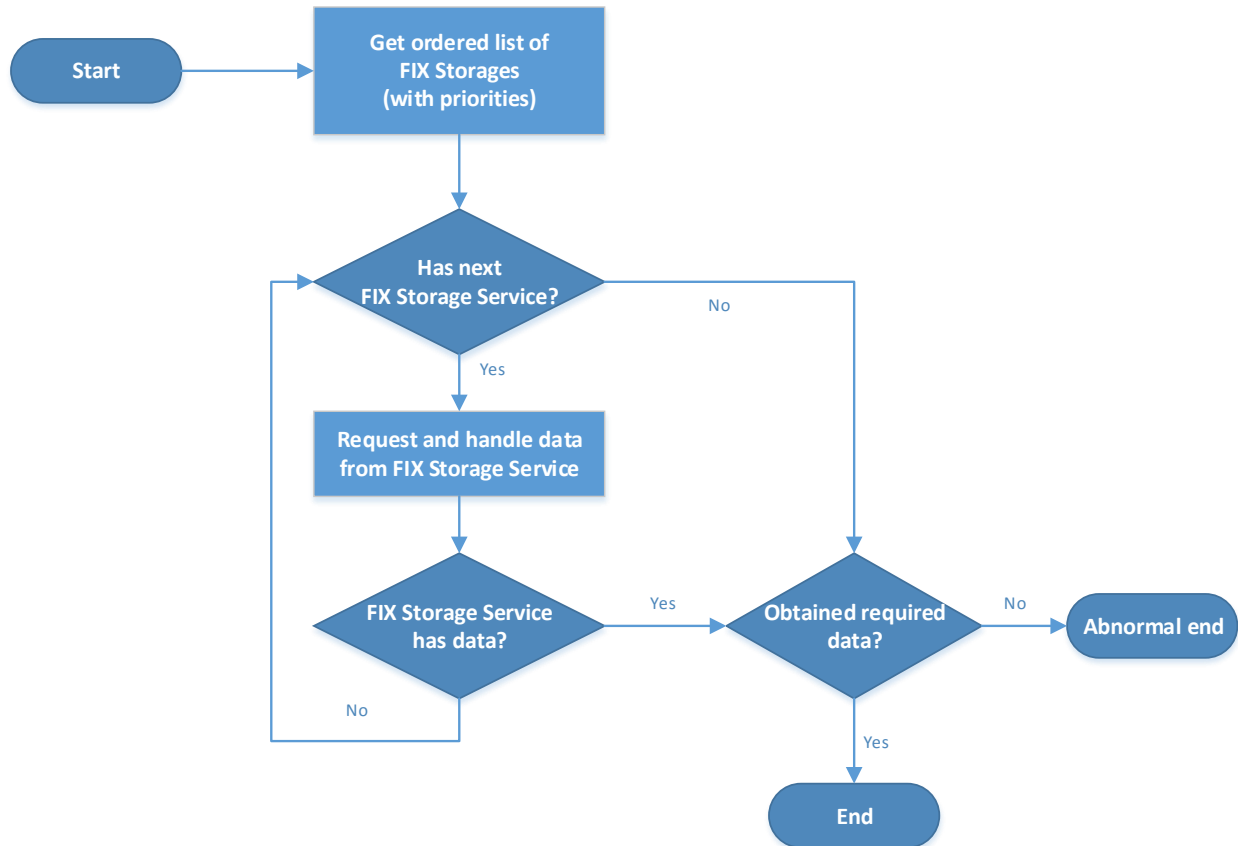 Start
Get ordered list of
FIX Storages
(with priorities)
Has next
FIX Storage Service?
No
Yes
Request and handle data
from FIX Storage Service
FIX Storage Service
has data?
Yes
Obtained required
data?
No
Abnormal end
No
Yes
End